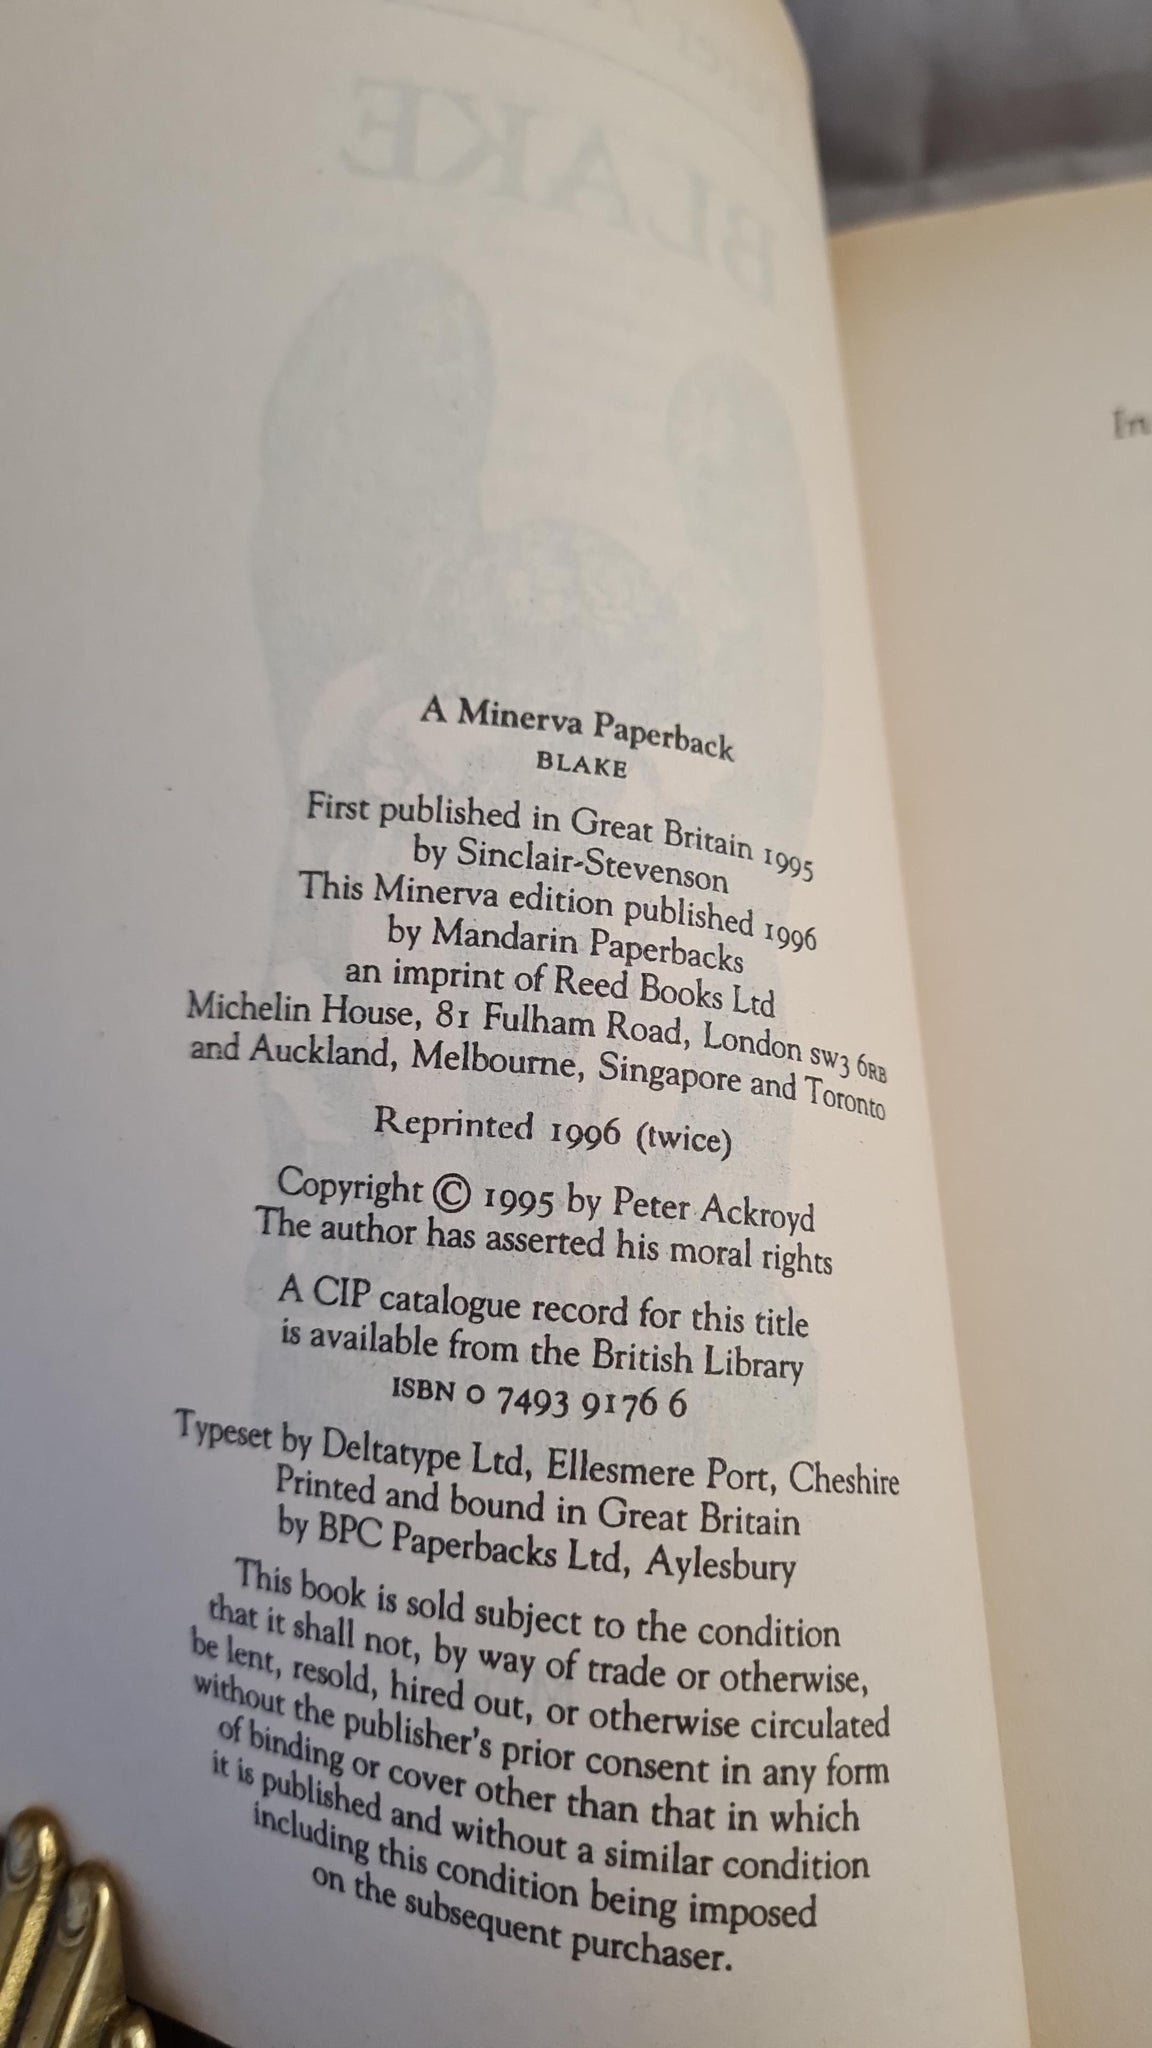 BLAKE
In
A Minerva Paperback
BLAKE
First published in Great Britain 1995
by Sinclair-Stevenson
This Minerva edition published 1996
by Mandarin Paperbacks
an imprint of Reed Books Ltd
Michelin House, 81 Fulham Road, London SW3 6RB
and Auckland, Melbourne, Singapore and Toronto
Reprinted 1996 (twice)
Copyright © 1995 by Peter Ackroyd
The author has asserted his moral rights
A CIP catalogue record for this title
is available from the British Library
ISBN 0 7493 9176 6
Typeset by Deltatype Ltd, Ellesmere Port, Cheshire
Printed and bound in Great Britain
by BPC Paperbacks Ltd, Aylesbury
This book is sold subject to the condition
that it shall not, by way of trade or otherwise,
be lent, resold, hired out, or otherwise circulated
without the publisher's prior consent in any form
of binding or cover other than that in which
it is published and without a similar condition
including this condition being imposed
on the subsequent purchaser.